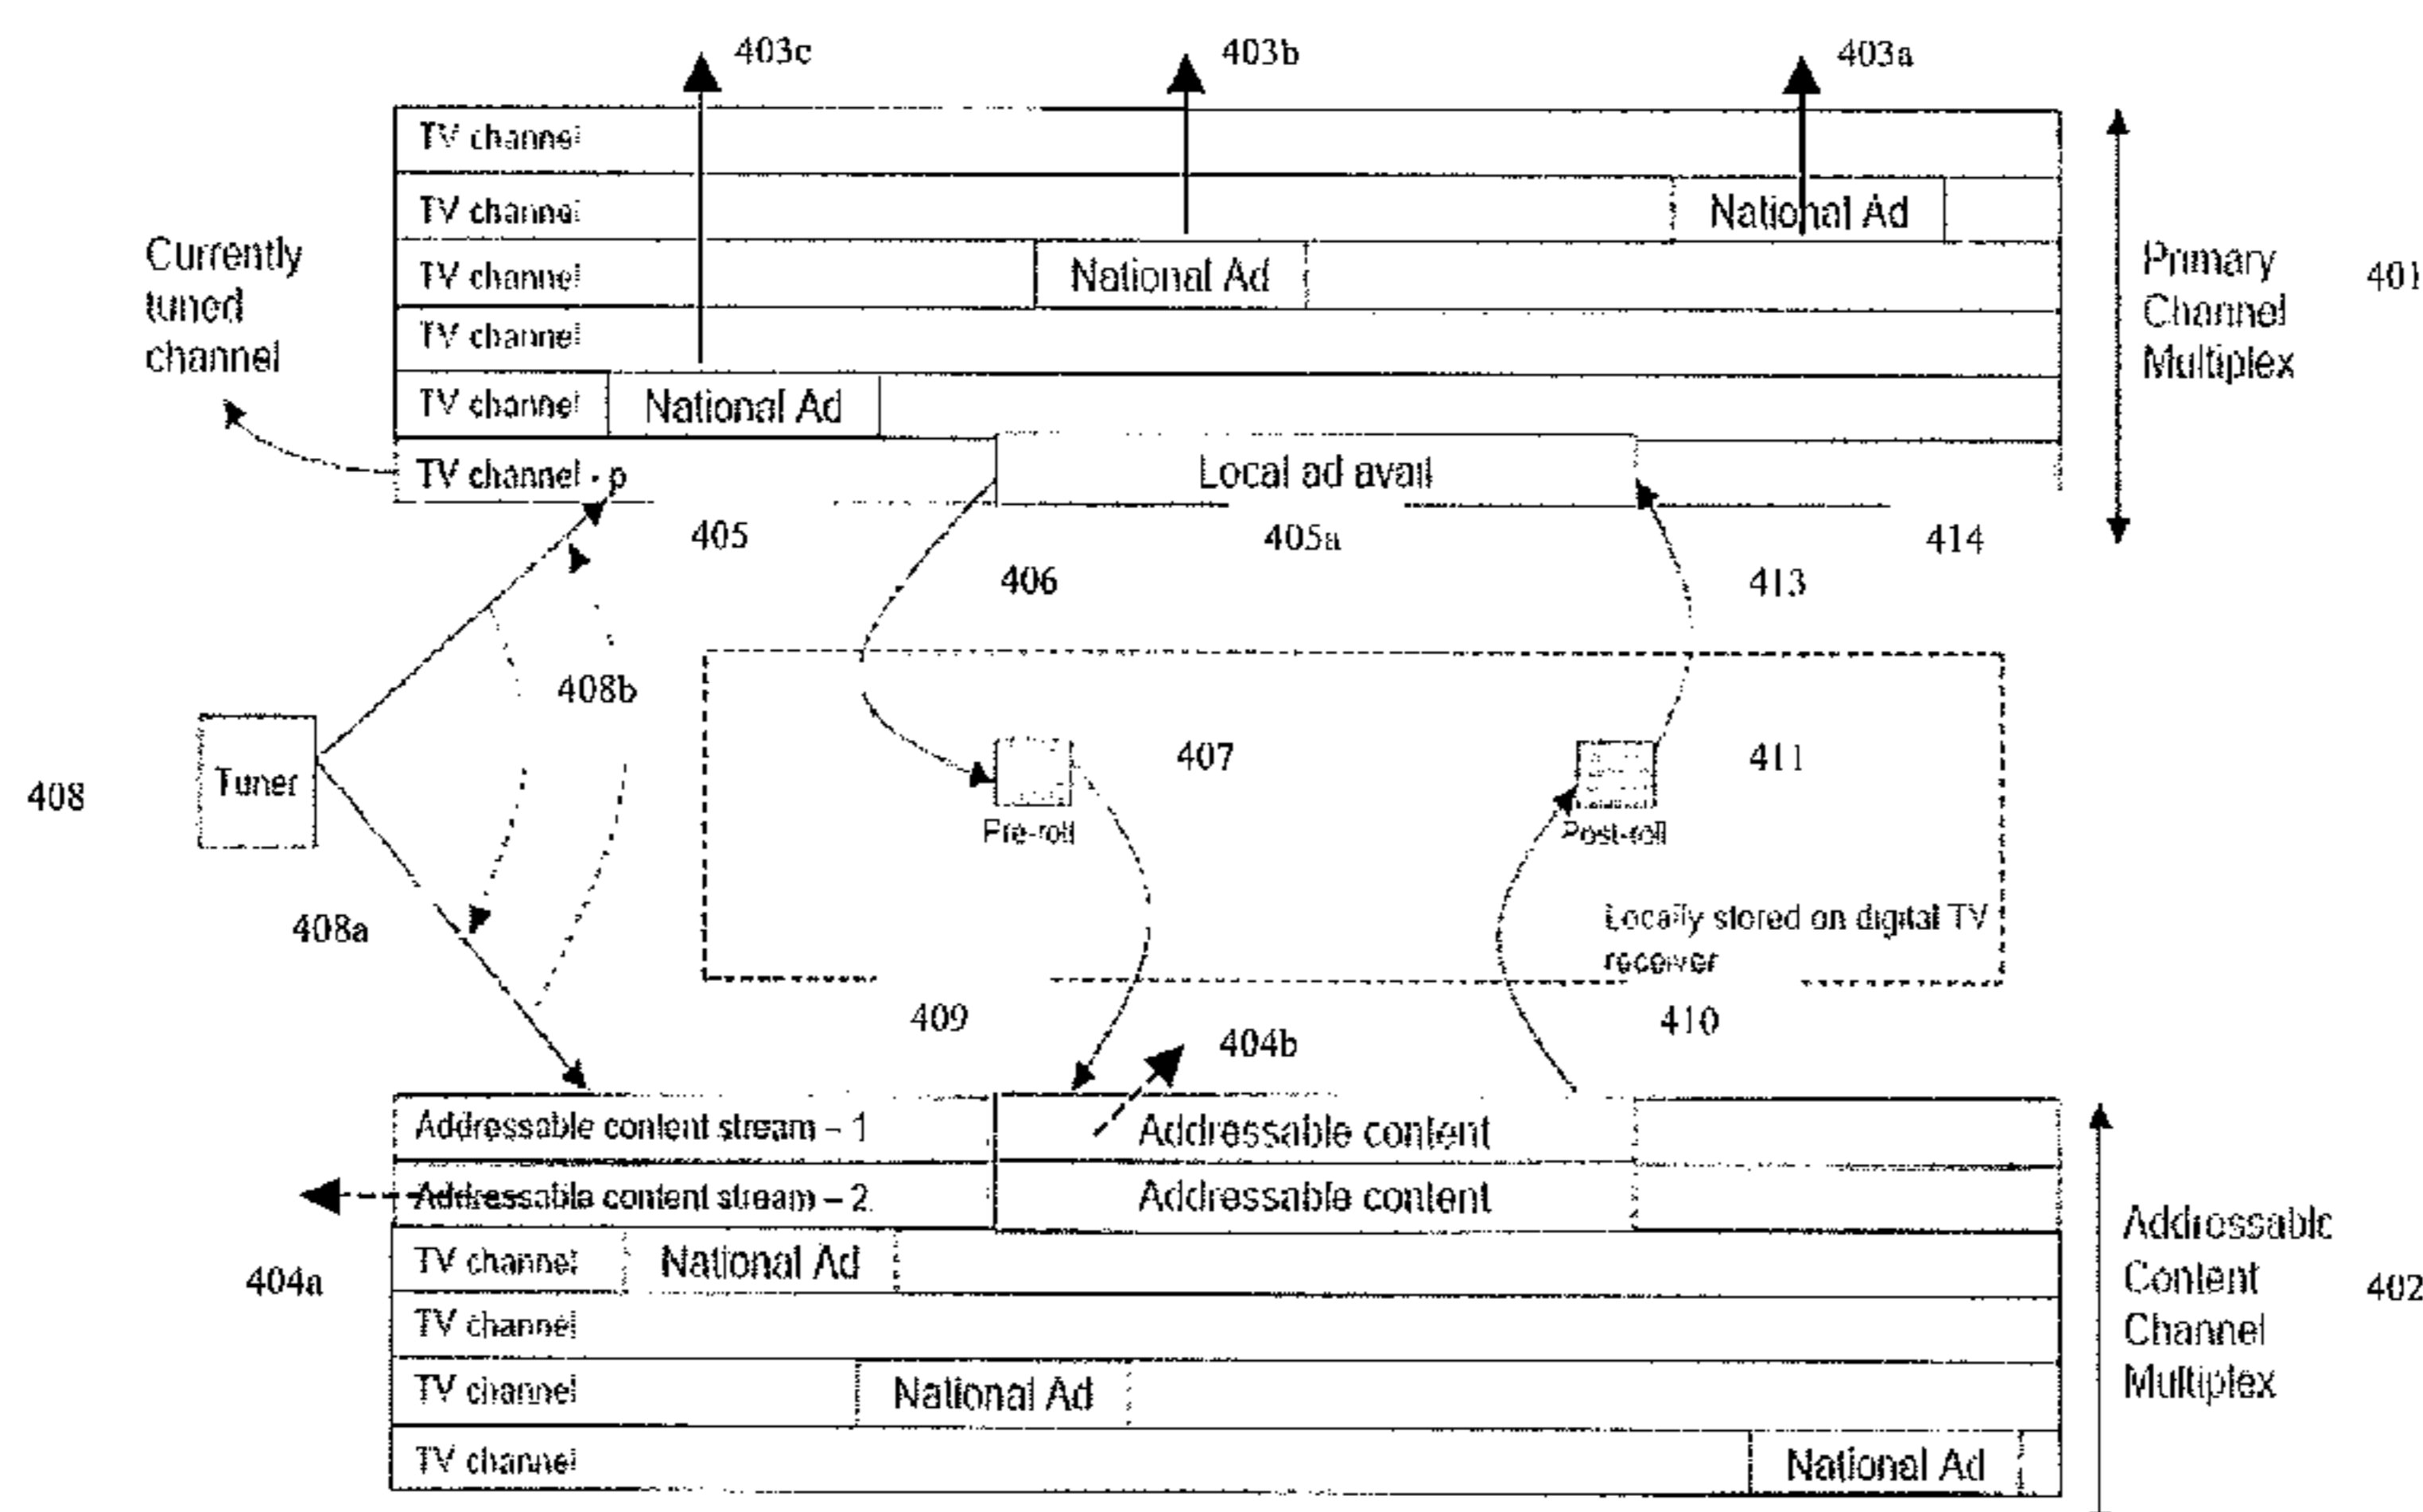 403c
403b
403a
TV channel
TV channel
National Ad
TV channel
National Ad
TV channel
TV channel
National Ad
TV channel - p
Local ad avail
Currently
tuned
channel
Primary
Channel
Multiplex
401
405
405a
414
406
413
408b
407
411
Tuner
408
Pre-roll
Post-roll
408a
Locally stored on digital TV
receiver
409
404b
410
Addressable content stream – 1
Addressable content
Addressable content stream – 2
Addressable content
TV channel
National Ad
TV channel
TV channel
National Ad
TV channel
National Ad
404a
Addressable
Content
Channel
Multiplex
402